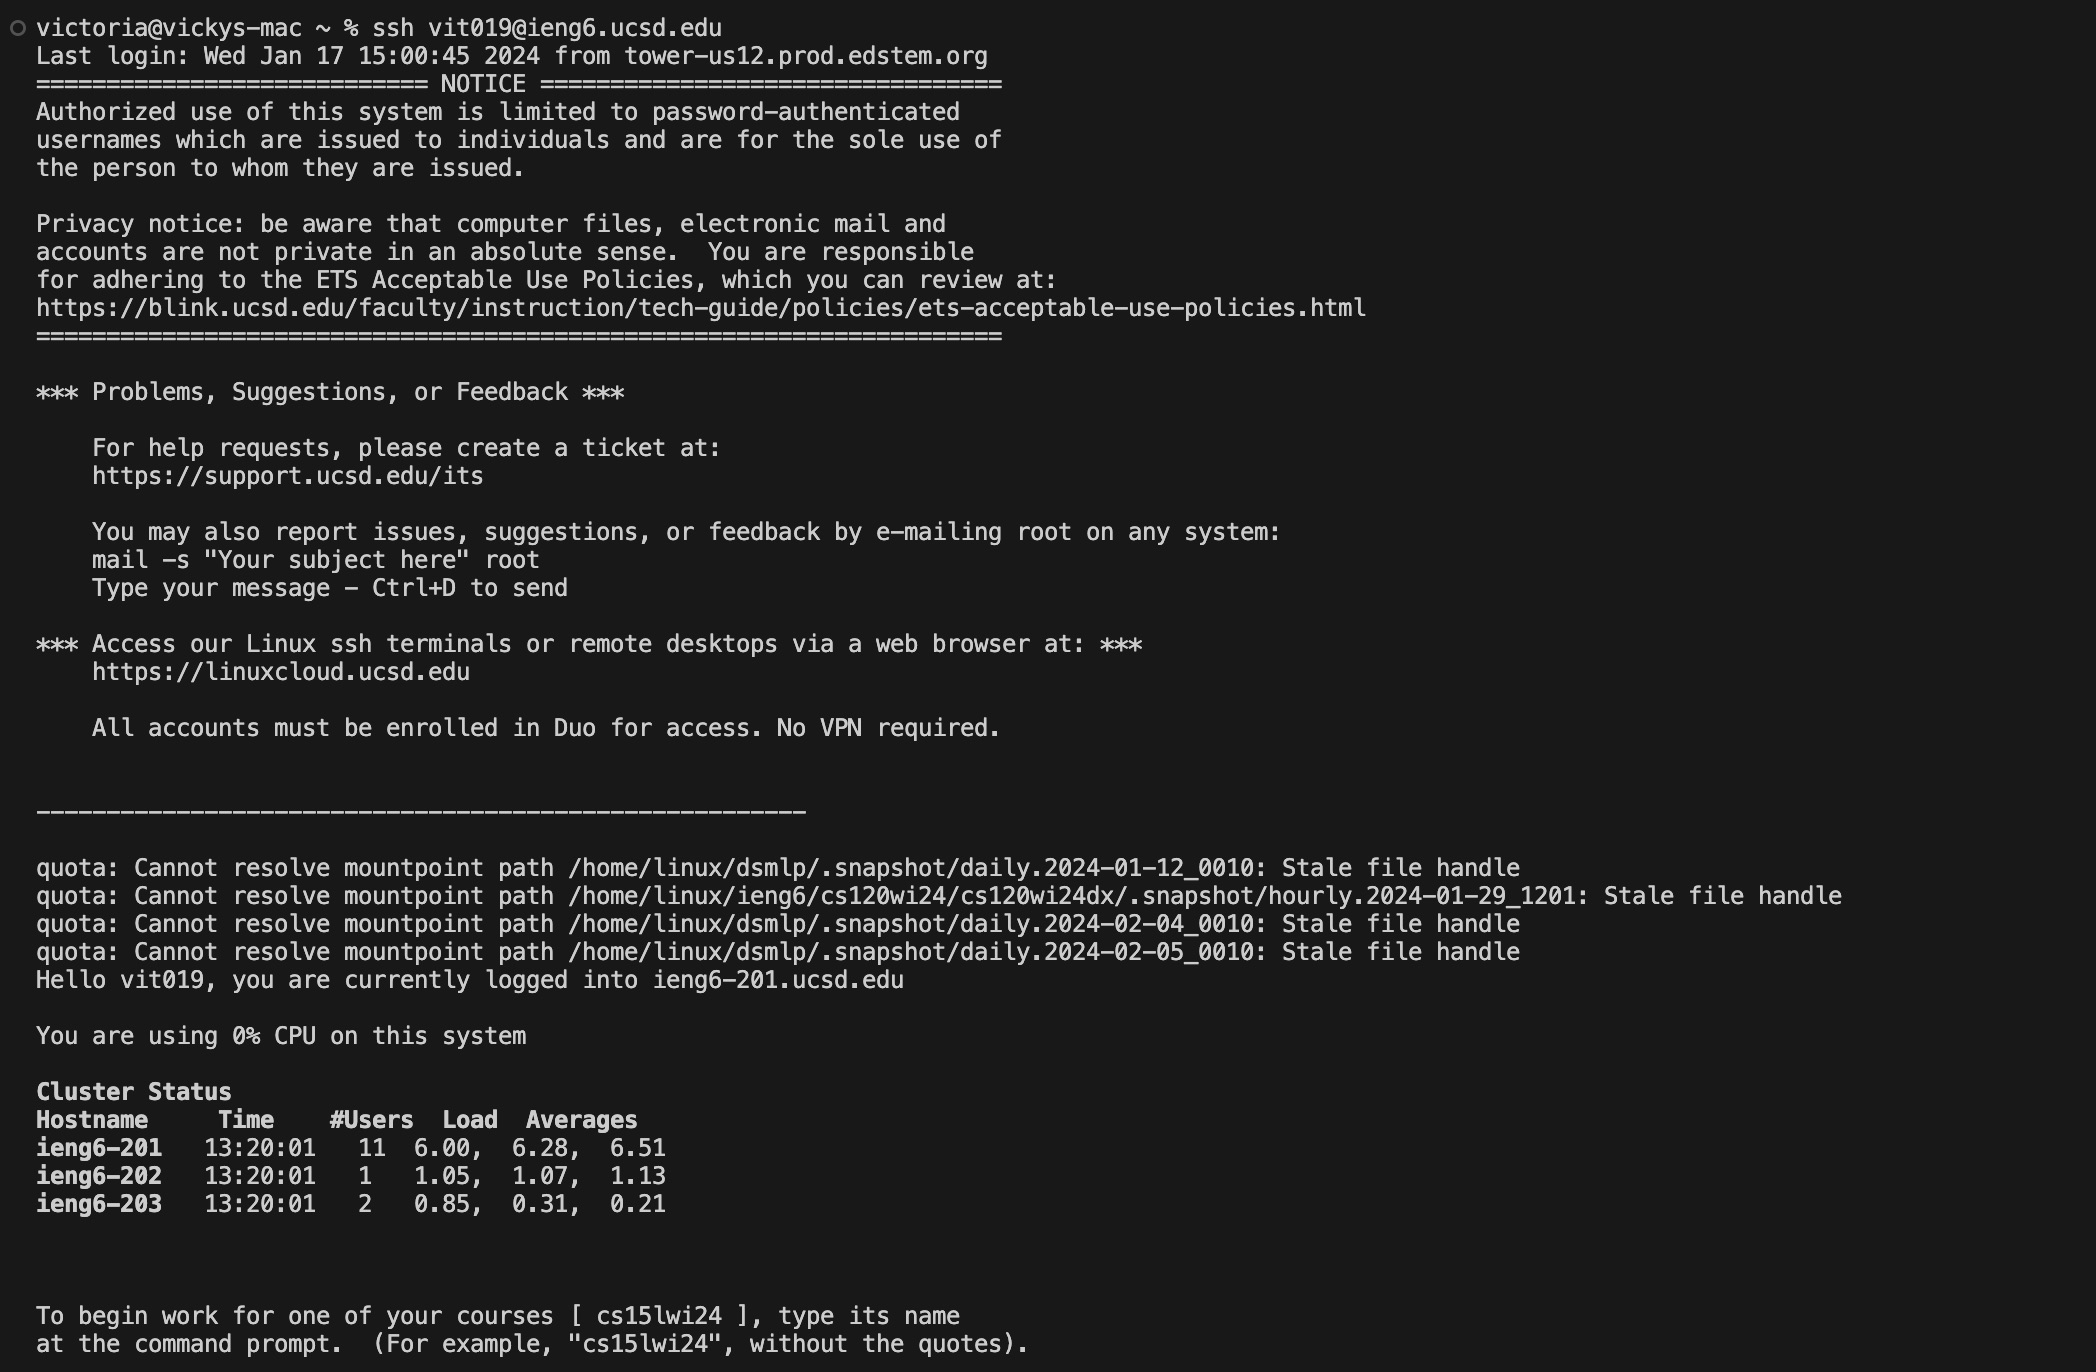 victoria@vickys-mac ~ % ssh vit019@ieng6.ucsd.edu
Last login: Wed Jan 17 15:00:45 2024 from tower-us12.prod.edstem.org
============================ NOTICE =================================
Authorized use of this system is limited to password-authenticated
usernames which are issued to individuals and are for the sole use of
the person to whom they are issued.

Privacy notice: be aware that computer files, electronic mail and
accounts are not private in an absolute sense.  You are responsible
for adhering to the ETS Acceptable Use Policies, which you can review at:
https://blink.ucsd.edu/faculty/instruction/tech-guide/policies/ets-acceptable-use-policies.html
=====================================================================

*** Problems, Suggestions, or Feedback ***

    For help requests, please create a ticket at:
    https://support.ucsd.edu/its

    You may also report issues, suggestions, or feedback by e-mailing root on any system:
    mail -s "Your subject here" root
    Type your message - Ctrl+D to send

*** Access our Linux ssh terminals or remote desktops via a web browser at: ***
    https://linuxcloud.ucsd.edu

    All accounts must be enrolled in Duo for access. No VPN required.

-------------------------------------------------------

quota: Cannot resolve mountpoint path /home/linux/dsmlp/.snapshot/daily.2024-01-12_0010: Stale file handle
quota: Cannot resolve mountpoint path /home/linux/ieng6/cs120wi24/cs120wi24dx/.snapshot/hourly.2024-01-29_1201: Stale file handle
quota: Cannot resolve mountpoint path /home/linux/dsmlp/.snapshot/daily.2024-02-04_0010: Stale file handle
quota: Cannot resolve mountpoint path /home/linux/dsmlp/.snapshot/daily.2024-02-05_0010: Stale file handle
Hello vit019, you are currently logged into ieng6-201.ucsd.edu

You are using 0% CPU on this system

Cluster Status
Hostname     Time    #Users  Load  Averages
ieng6-201   13:20:01   11  6.00,  6.28,  6.51
ieng6-202   13:20:01   1   1.05,  1.07,  1.13
ieng6-203   13:20:01   2   0.85,  0.31,  0.21

To begin work for one of your courses [ cs15lwi24 ], type its name
at the command prompt.  (For example, "cs15lwi24", without the quotes).